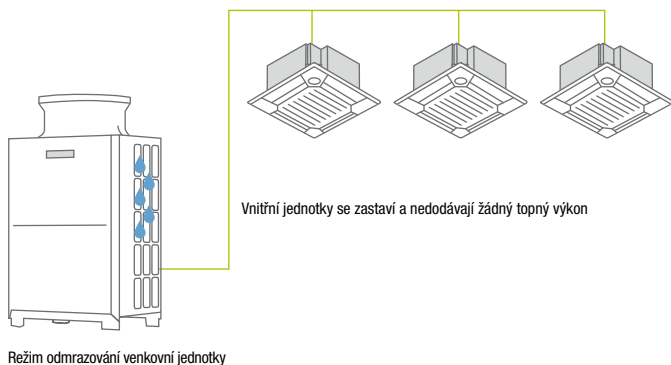 Vnitřní jednotky se zastaví a nedodávají žádný topný výkon
Režim odmrazování venkovní jednotky